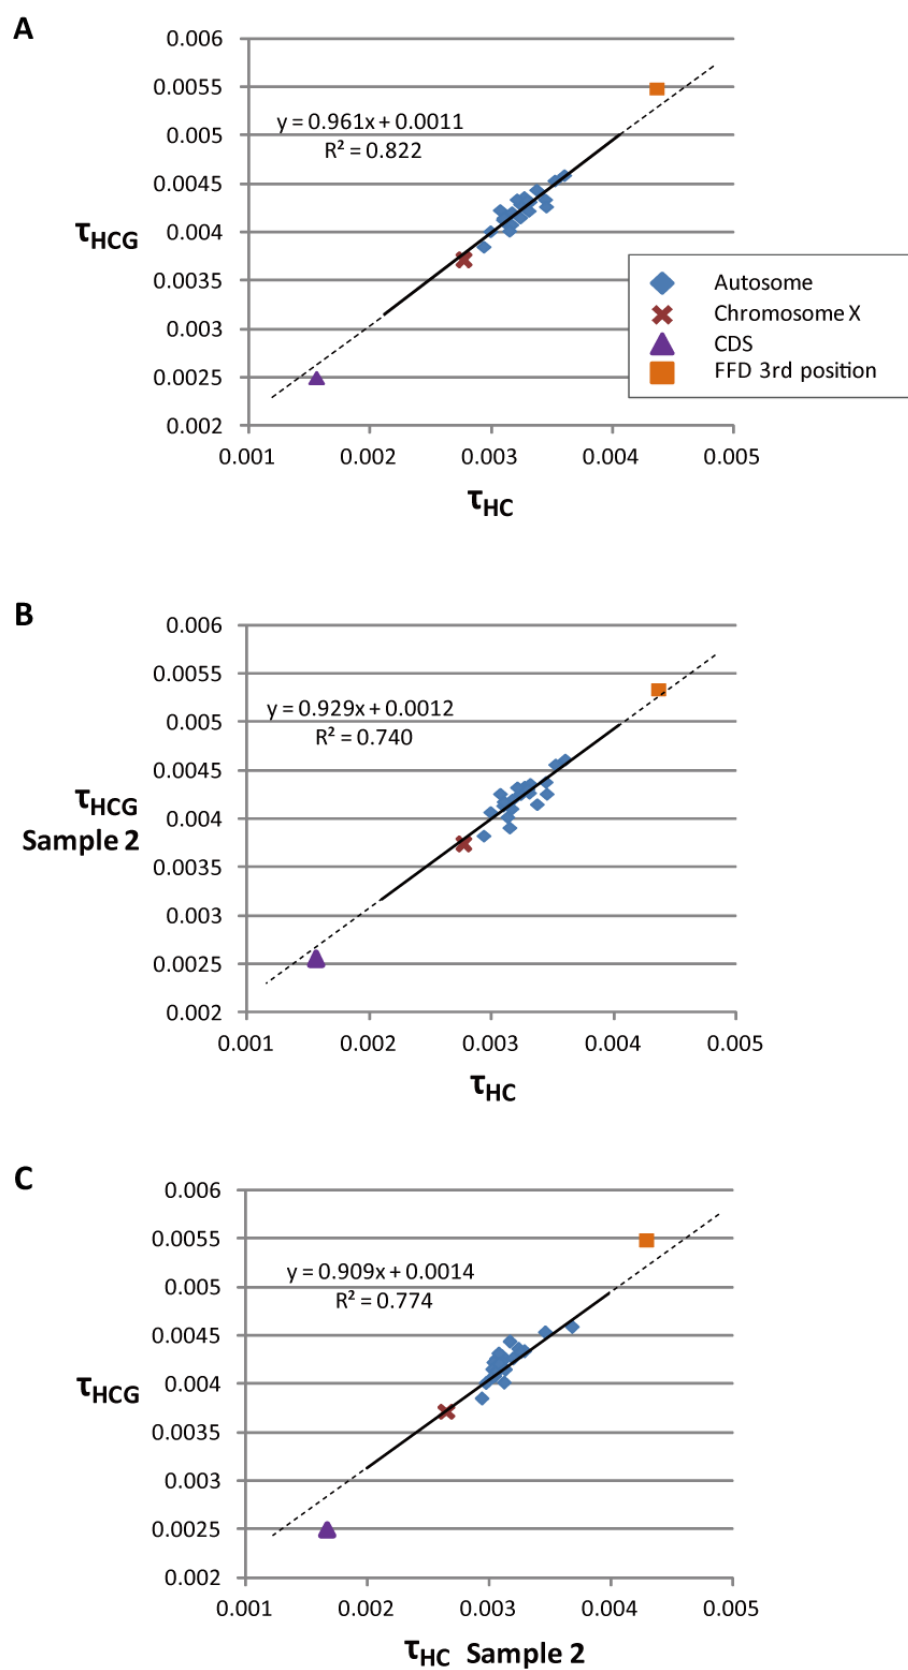 A
0.006
0.0055
0.005
0.0045
0.004
0.0035
0.003
0.0025
0.002
y = 0.961x + 0.0011
R² = 0.822
τHCG
Autosome
Chromosome X
CDS
FFD 3rd position
0.001 0.002 0.003 0.004 0.005
τHC
B
0.006
0.0055
0.005
0.0045
0.004
0.0035
0.003
0.0025
0.002
y = 0.929x + 0.0012
R² = 0.740
τHCG
Sample 2
0.001 0.002 0.003 0.004 0.005
τHC
C
0.006
0.0055
0.005
0.0045
0.004
0.0035
0.003
0.0025
0.002
y = 0.909x + 0.0014
R² = 0.774
τHCG
0.001 0.002 0.003 0.004 0.005
τHC Sample 2